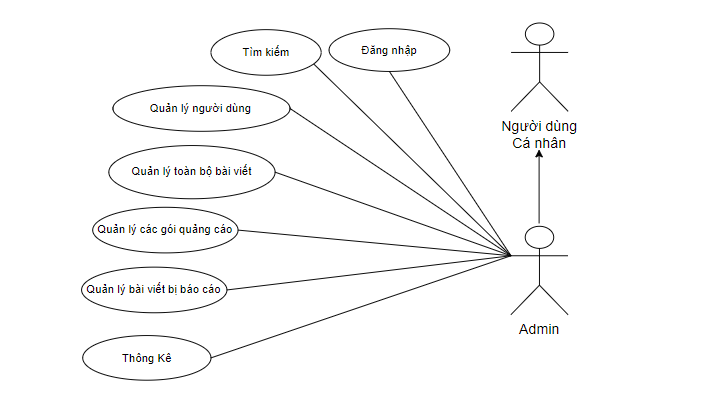 Tìm kiếm
Đăng nhập
Quản lý người dùng
Quản lý toàn bộ bài viết
Quản lý các gói quảng cáo
Quản lý bài viết bị báo cáo
Thống Kê
Người dùng
Cá nhân
Admin